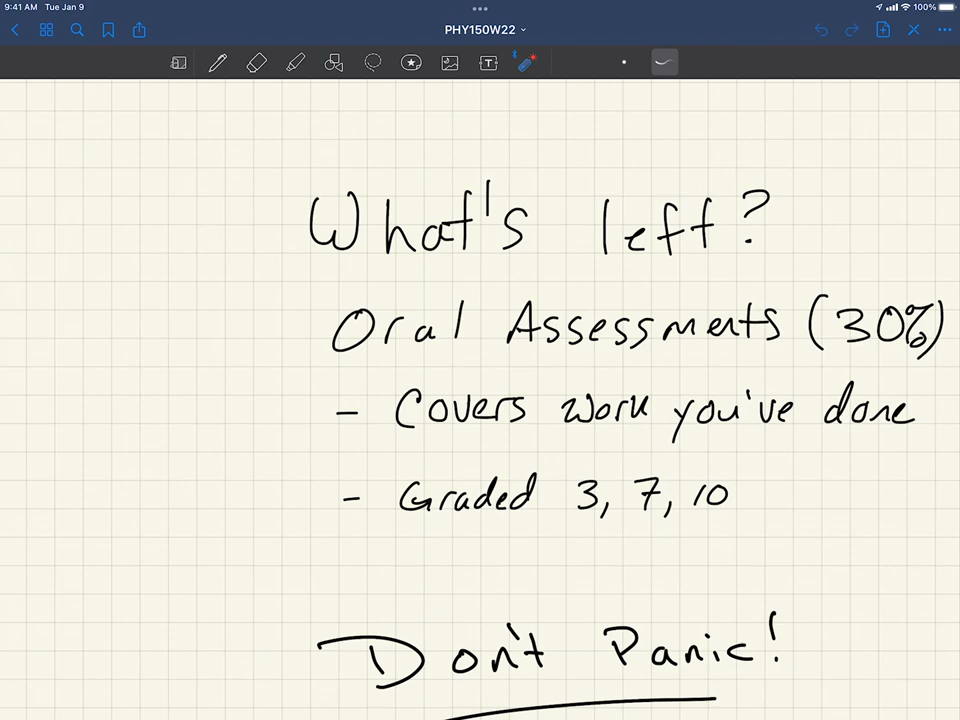 9:41 AM Tue Jan 9
100%
PHY150W22
What's left?
Oral Assessments (30%)
- Covers work you've done
- Graded 3, 7, 10
Don't Panic!